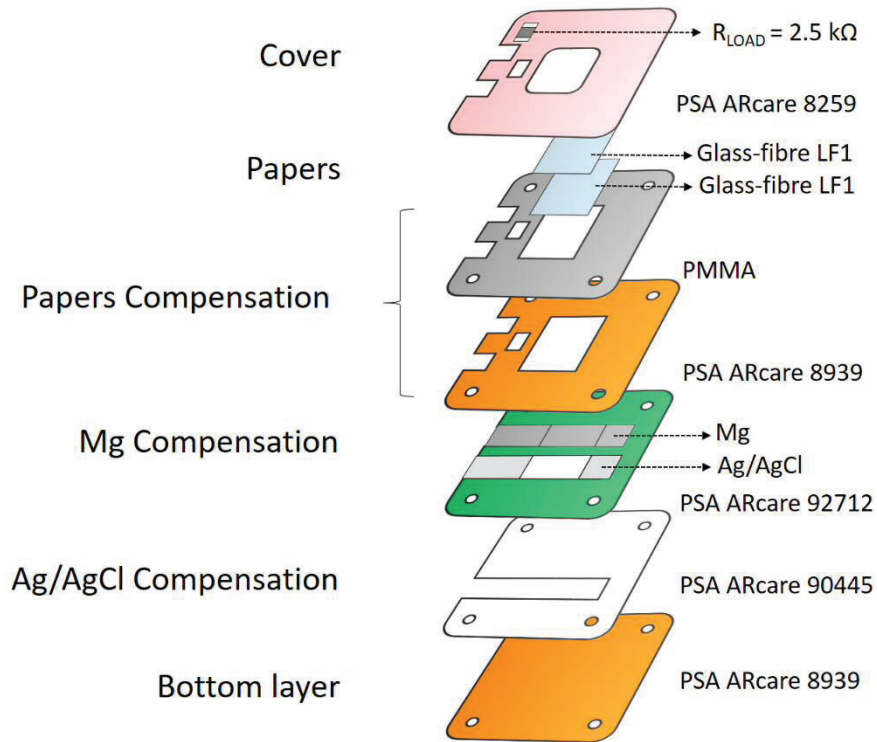 Cover
R_LOAD = 2.5 kΩ
PSA ARcare 8259
Papers
Glass-fibre LF1
Glass-fibre LF1
PMMA
Papers Compensation
PSA ARcare 8939
Mg Compensation
Mg
Ag/AgCl
PSA ARcare 92712
Ag/AgCl Compensation
PSA ARcare 90445
Bottom layer
PSA ARcare 8939